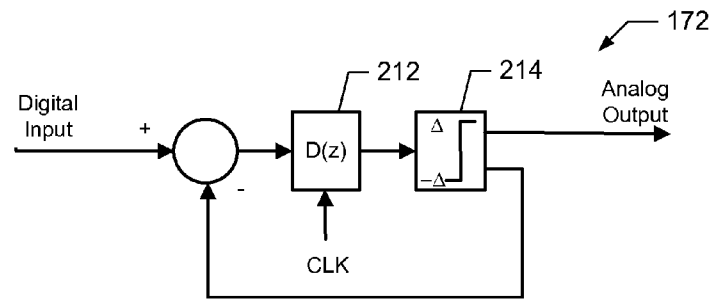 172
212
214
Digital
Input
+
-
D(z)
Δ
−Δ
Analog
Output
CLK